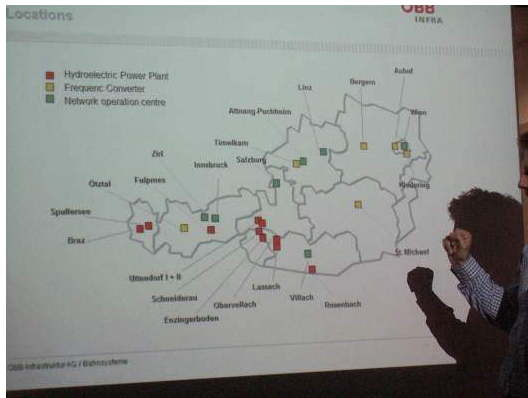 Locations
ÖBB
INFRA
Hydroelectric Power Plant
Frequenc Converter
Network operation centre
Auhof
Bergern
Linz
Wien
Attnang-Puchheim
Timelkam
Salzburg
Zirl
Innsbruck
Fulpmes
Ötztal
Spullersee
Braz
St. Michael
Uttendorf I + II
Schneiderau
Enzingerboden
Obervellach
Lassach
Villach
Rosenbach
ÖBB-Infrastruktur AG / Bahnsysteme